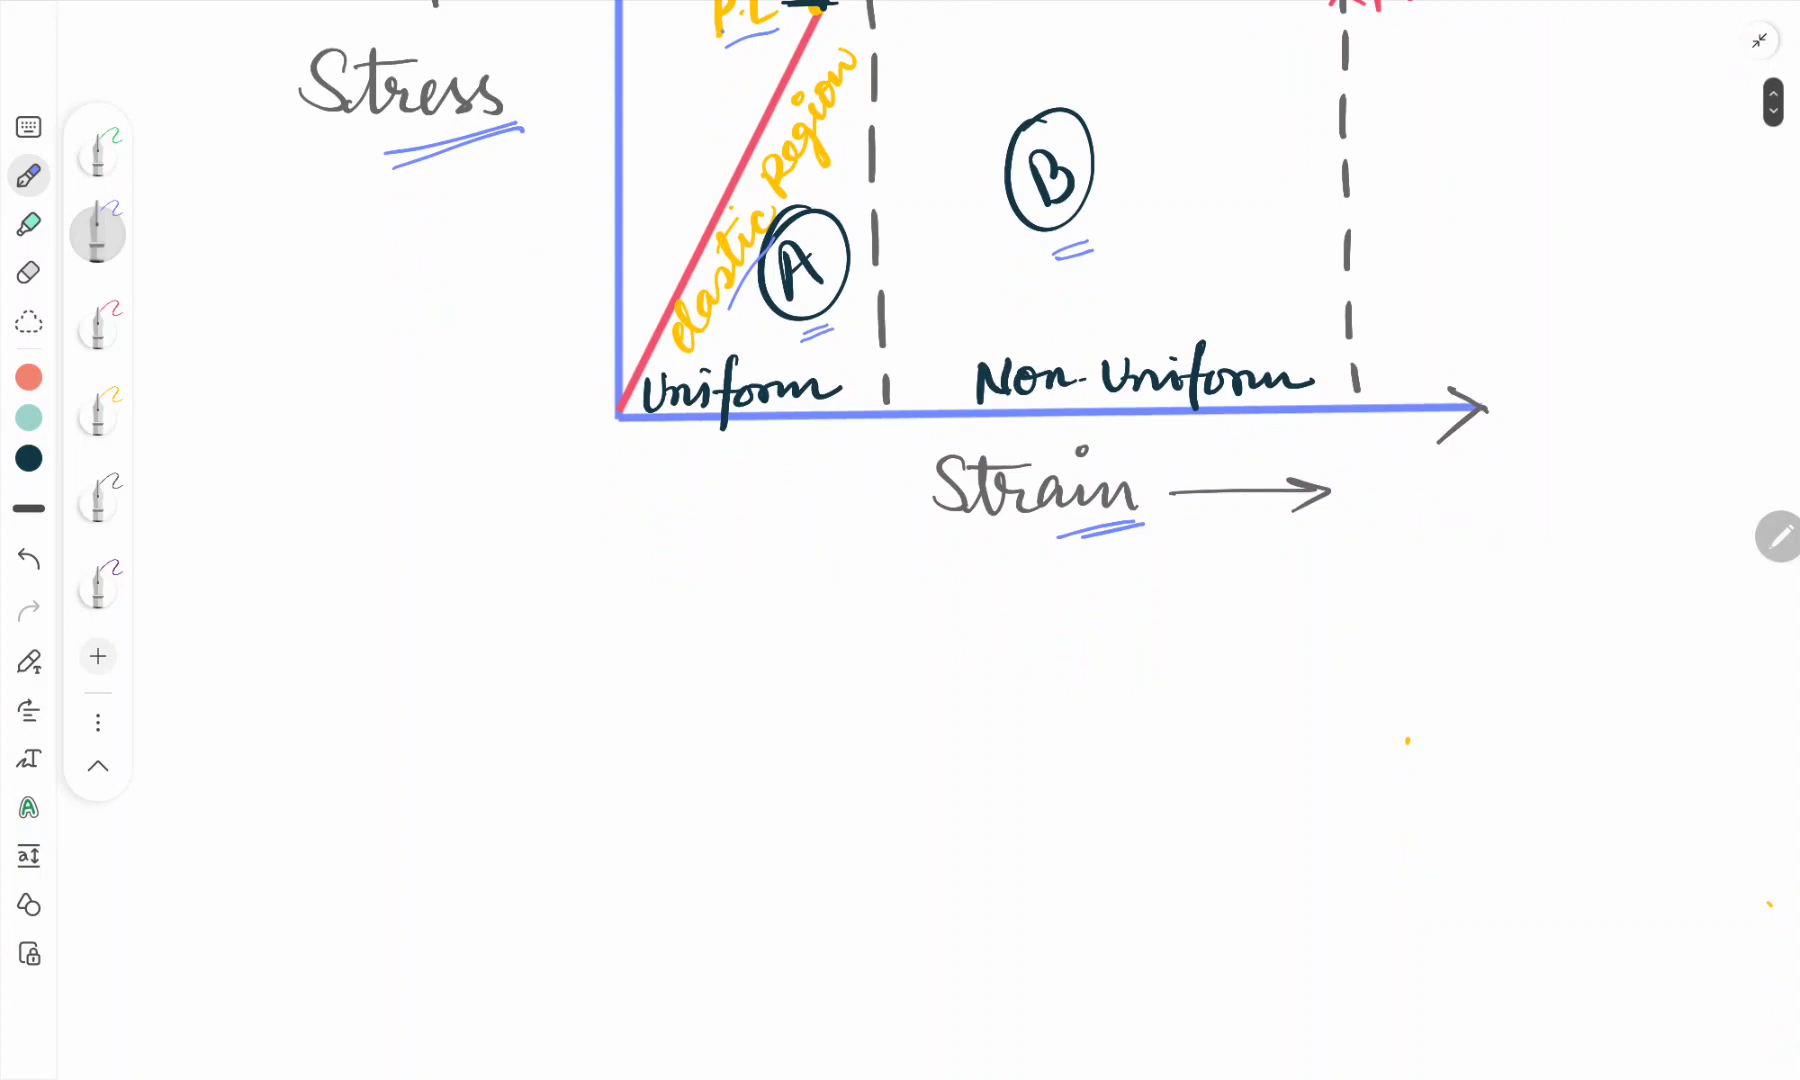 P.L
Stress
elastic Region
B
A
Uniform
Non-Uniform
Strain